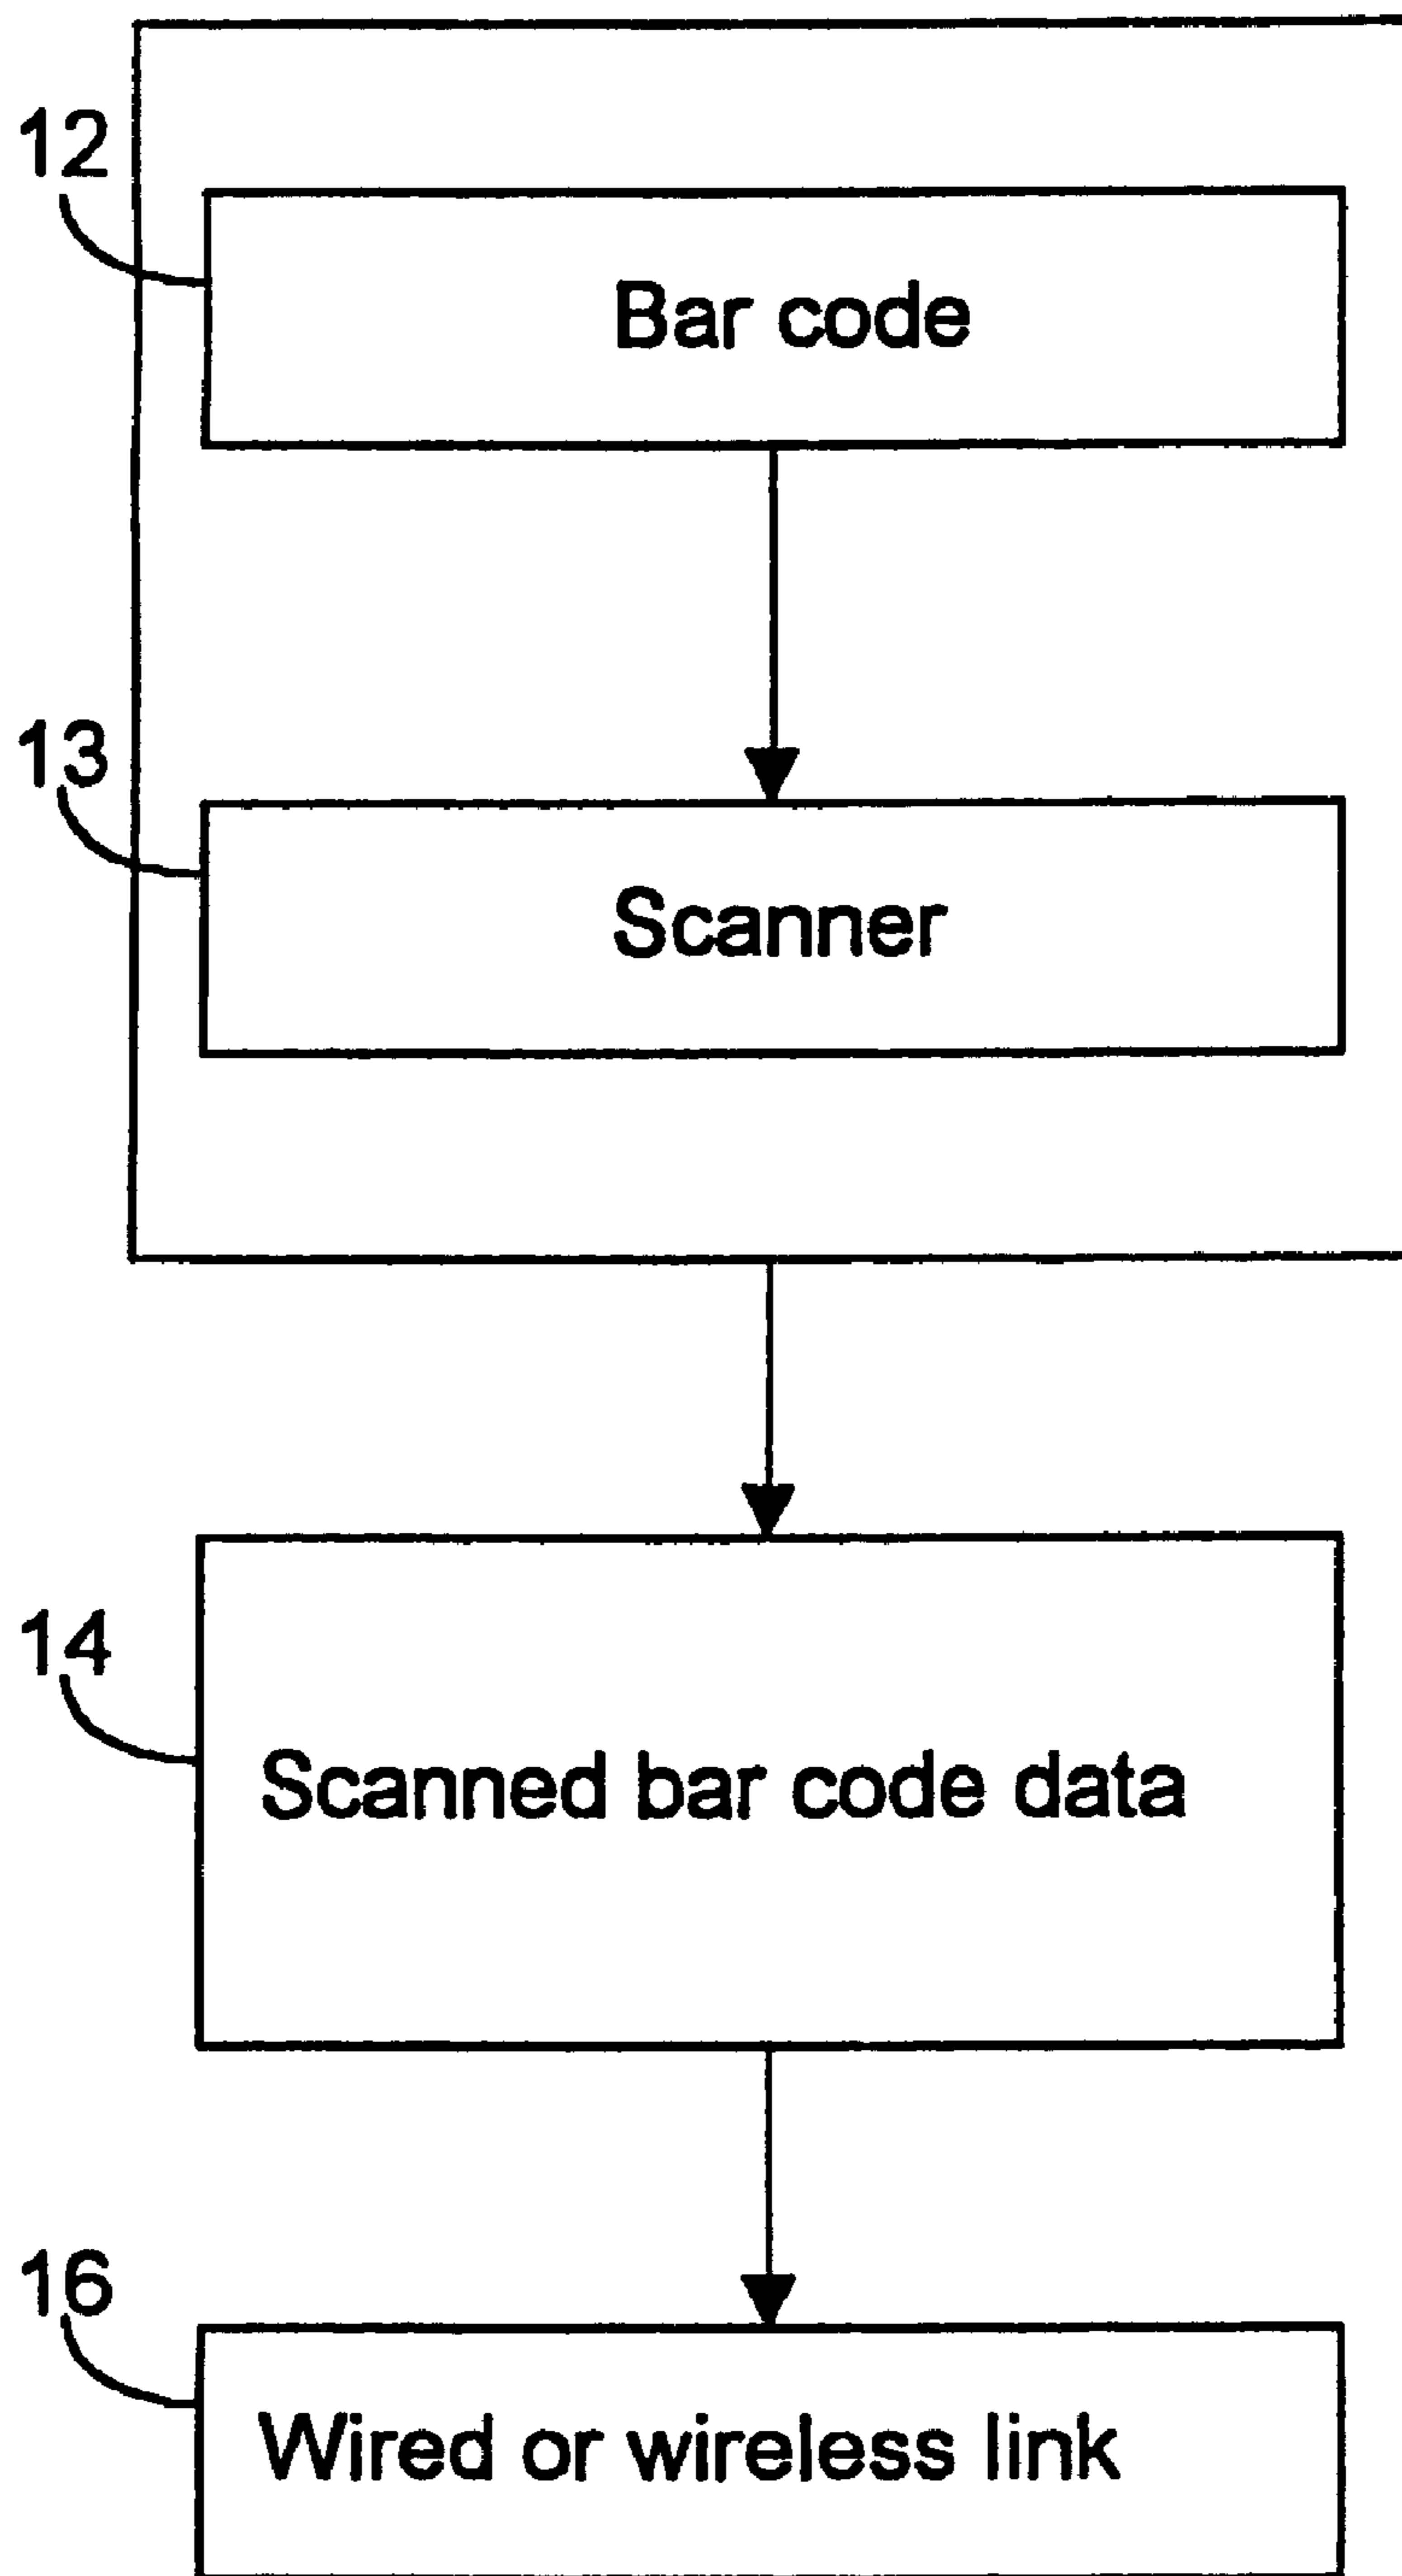 12
Bar code
13
Scanner
14
Scanned bar code data
16
Wired or wireless link